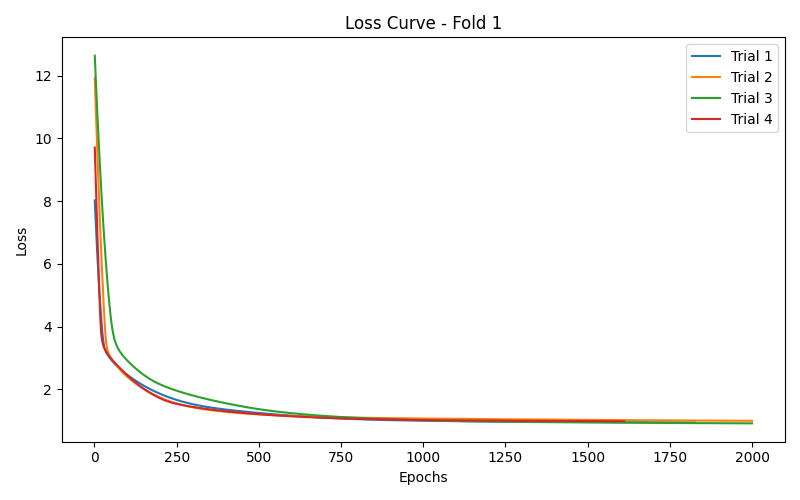 Loss Curve - Fold 1
Trial 1
Trial 2
Trial 3
Trial 4
Loss
12
10
8
6
4
2
0 250 500 750 1000 1250 1500 1750 2000
Epochs